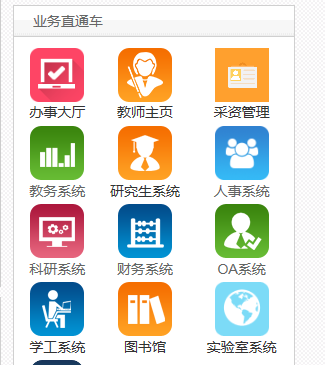 业务直通车
办事大厅 教师主页 采资管理
教务系统 研究生系统 人事系统
科研系统 财务系统 OA系统
学工系统 图书馆 实验室系统